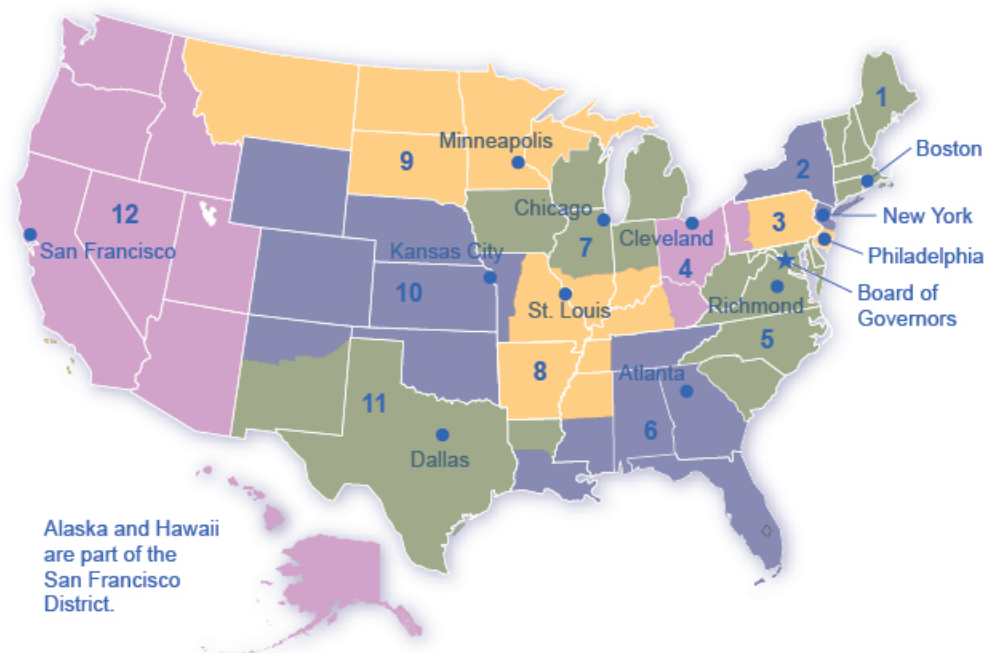 1
Boston
2
Minneapolis
9
New York
12
Chicago
3
Cleveland
Philadelphia
San Francisco
Kansas City
7
4
10
St. Louis
Richmond
Board of
Governors
5
8
Atlanta
11
6
Dallas
Alaska and Hawaii
are part of the
San Francisco
District.